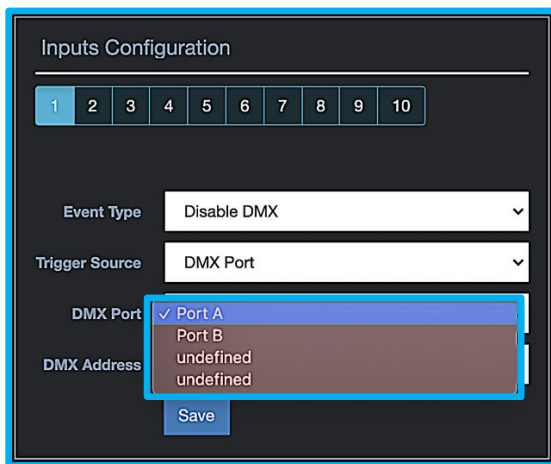 Inputs Configuration
1 2 3 4 5 6 7 8 9 10
Event Type Disable DMX
Trigger Source DMX Port
DMX Port ✓ Port A
Port B
DMX Address undefined
undefined
Save